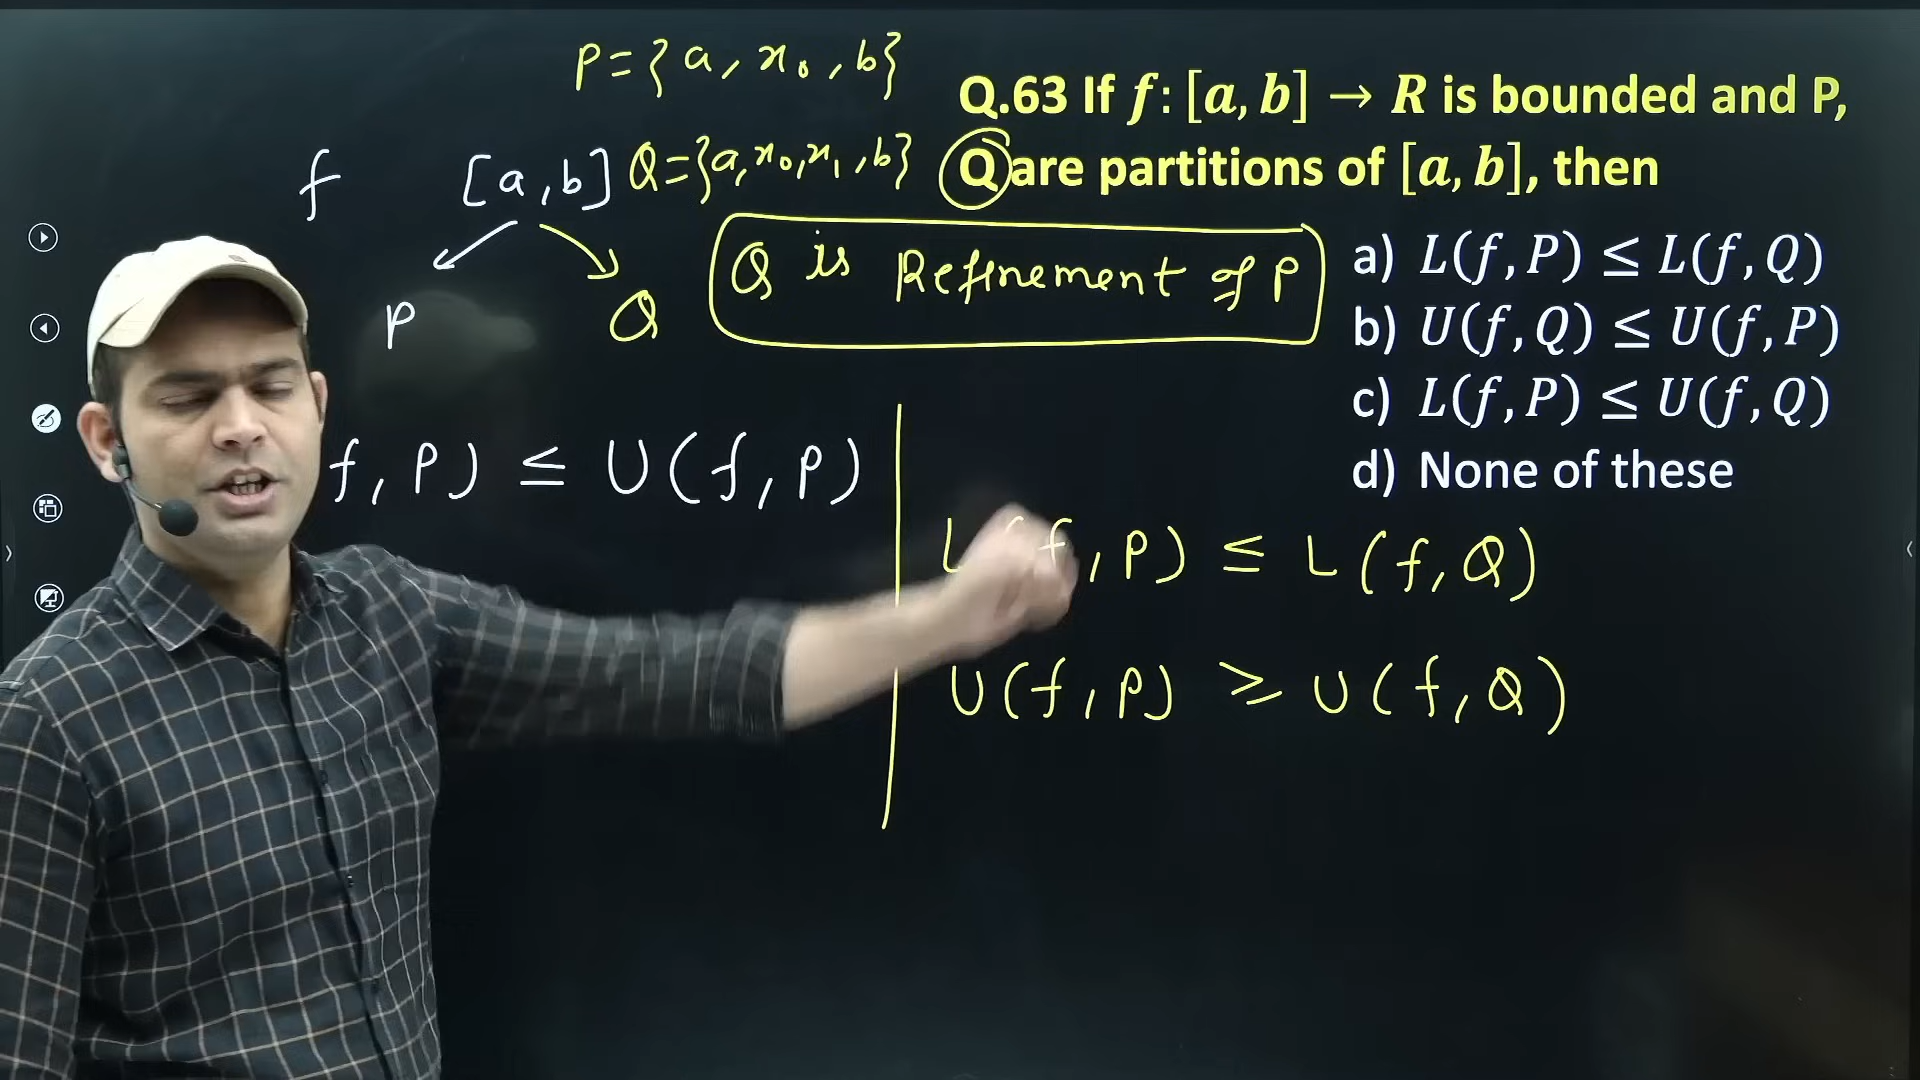 P={a, x₀, b}
Q.63 If f: [a, b] → R is bounded and P,
Q are partitions of [a, b], then
f [a, b] Q={a, x₀, x₁, b}
P Q
Q is Refinement of P
a) L(f, P) ≤ L(f, Q)
b) U(f, Q) ≤ U(f, P)
c) L(f, P) ≤ U(f, Q)
d) None of these
f, P) ≤ U(f, P)
L(f, P) ≤ L(f, Q)
U(f, P) ≥ U(f, Q)